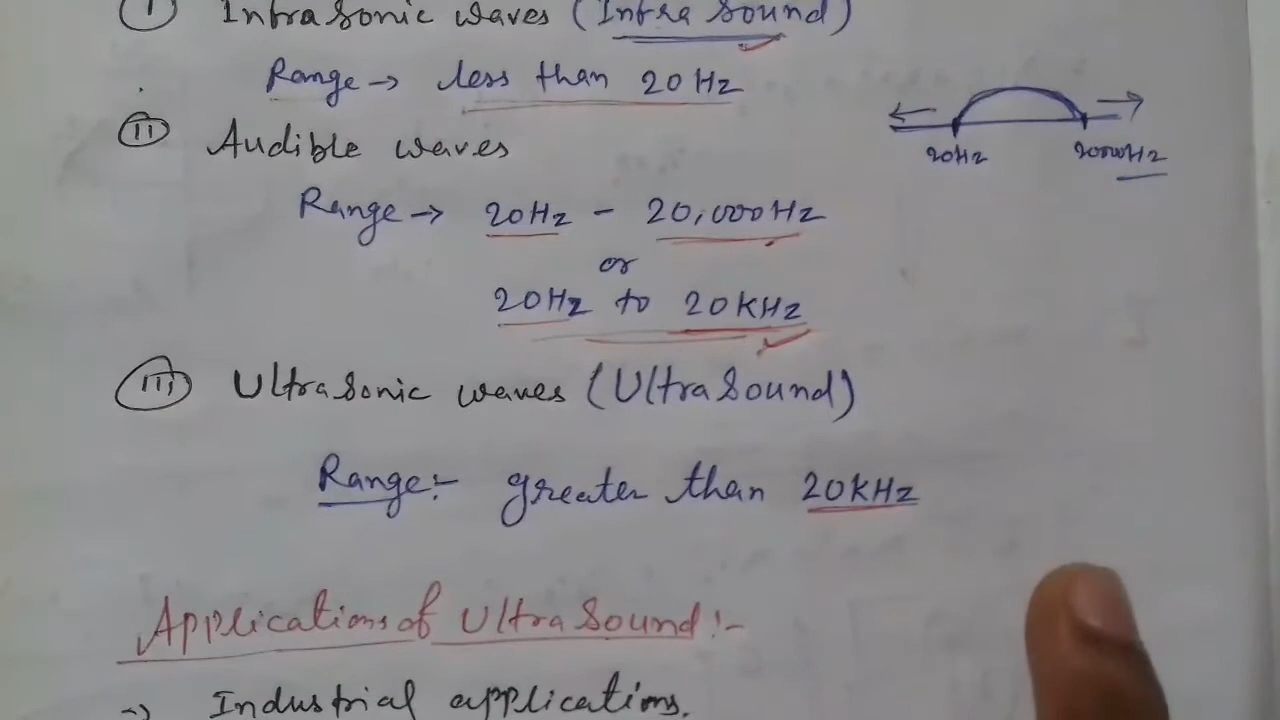 (I) Infrasonic waves (Infra Sound)
Range → less than 20Hz
(II) Audible waves
20Hz 20000Hz
Range → 20Hz - 20,000Hz
or
20Hz to 20KHz
(III) Ultrasonic waves (UltraSound)
Range:- greater than 20KHz
Applications of UltraSound:-
→ Industrial applications.